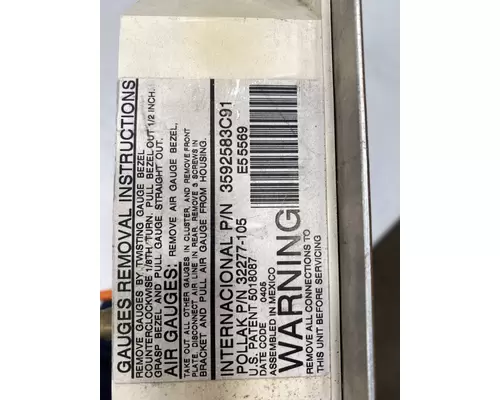 GAUGES REMOVAL INSTRUCTIONS
REMOVE GAUGES BY TWISTING GAUGE BEZEL
COUNTERCLOCKWISE 1/8TH. TURN. PULL BEZEL OUT 1/2 INCH.
GRASP BEZEL AND PULL GAUGE STRAIGHT OUT.
AIR GAUGES: REMOVE AIR GAUGE BEZEL,
TAKE OUT ALL OTHER GAUGES IN CLUSTER, AND REMOVE FRONT
PLATE. DISCONNECT AIR LINE IN REAR. REMOVE 3 SCREWS IN
BRACKET AND PULL AIR GAUGE FROM HOUSING.
INTERNACIONAL P/N 3592583C91
POLLAK P/N 32277-105 E5 5569
U.S. PATENT 5018087
DATE CODE 0405
ASSEMBLED IN MEXICO
WARNING
REMOVE ALL CONNECTIONS TO
THIS UNIT BEFORE SERVICING